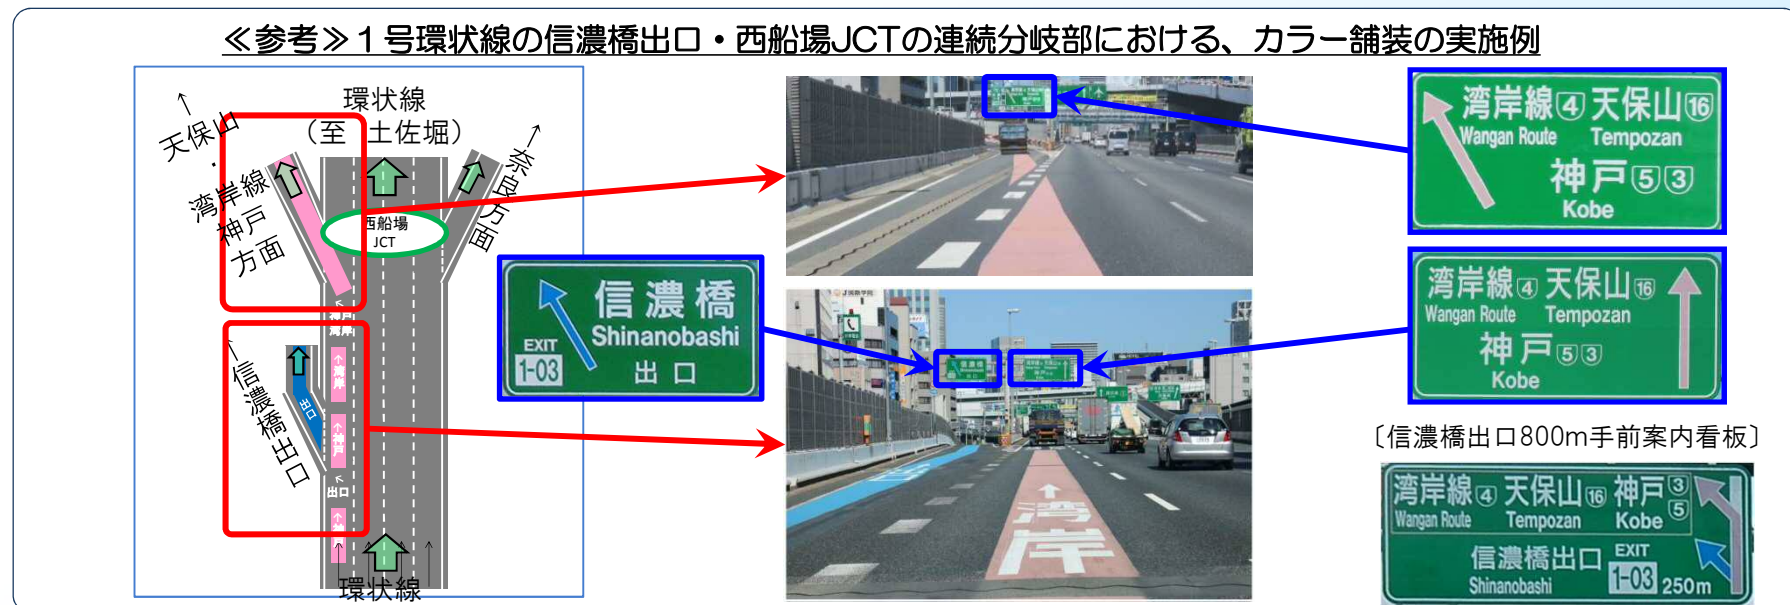 ≪参考≫１号環状線の信濃橋出口・西船場JCTの連続分岐部における、カラー舗装の実施例
環状線
（至 土佐堀）
↑天保山・
湾岸線
神戸
方面
↑奈良方面
西船場
JCT
↑信濃橋出口
出口
↑湾岸
↑神戸
↑出口
↑神戸
環状線
信濃橋
Shinanobashi
EXIT
1-03
出口
湾岸
湾岸線④ 天保山⑯
Wangan Route Tempozan
神戸⑤③
Kobe
湾岸線④ 天保山⑯
Wangan Route Tempozan
神戸⑤③
Kobe
〔信濃橋出口800m手前案内看板〕
湾岸線④ 天保山⑯ 神戸③⑤
Wangan Route Tempozan Kobe
信濃橋出口 EXIT
Shinanobashi 1-03 250m